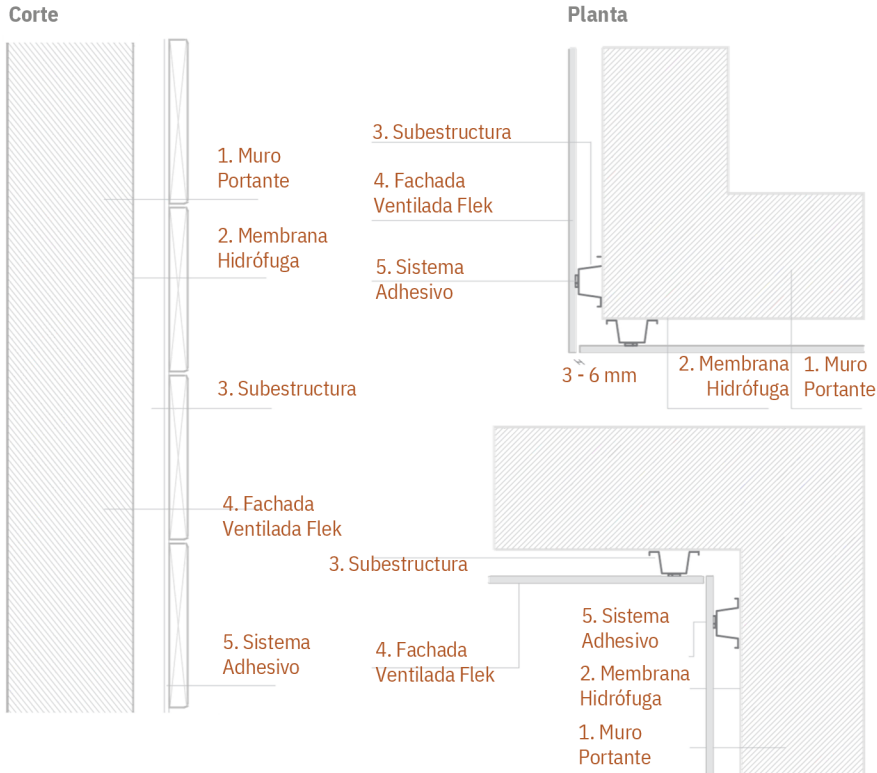 Corte
1. Muro
Portante
2. Membrana
Hidrófuga
3. Subestructura
4. Fachada
Ventilada Flek
5. Sistema
Adhesivo
Planta
3. Subestructura
4. Fachada
Ventilada Flek
5. Sistema
Adhesivo
3 - 6 mm
2. Membrana
Hidrófuga
1. Muro
Portante
3. Subestructura
4. Fachada
Ventilada Flek
5. Sistema
Adhesivo
2. Membrana
Hidrófuga
1. Muro
Portante